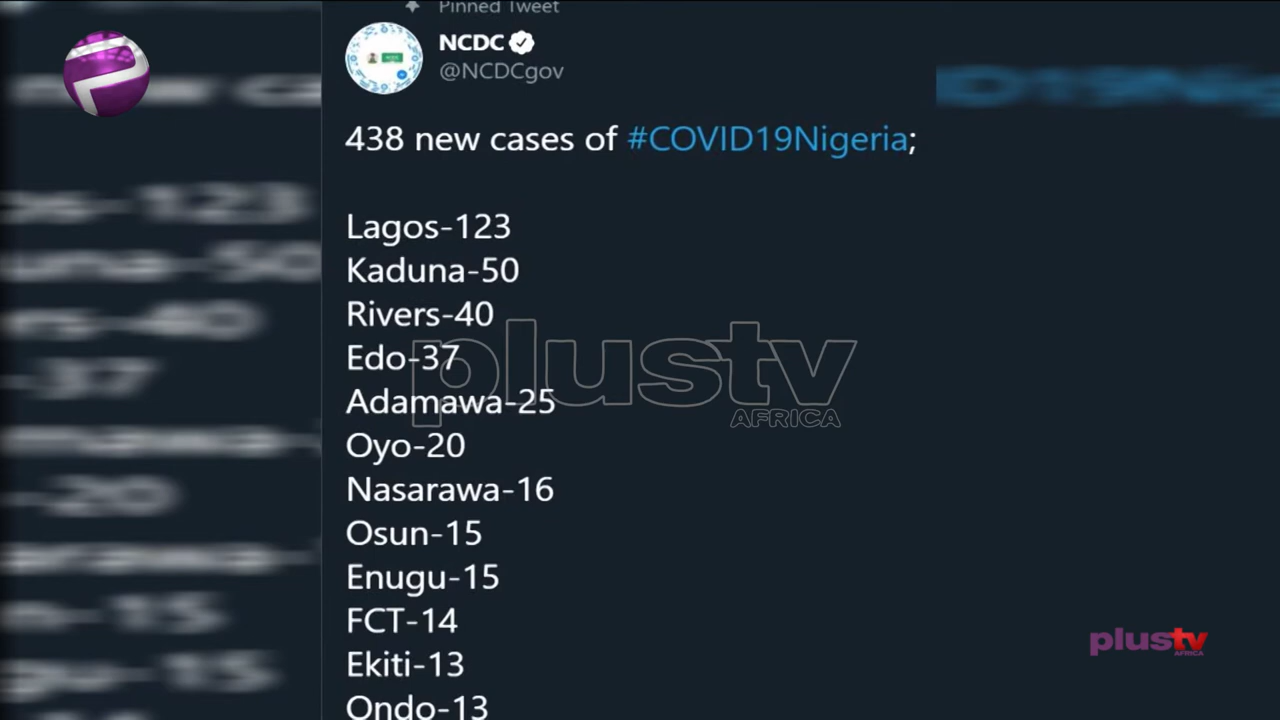 Pinned Tweet
NCDC
@NCDCgov
438 new cases of #COVID19Nigeria;
Lagos-123
Kaduna-50
Rivers-40
Edo-37
Adamawa-25
Oyo-20
Nasarawa-16
Osun-15
Enugu-15
FCT-14
Ekiti-13
Ondo-13
plustv
AFRICA
plustv
AFRICA